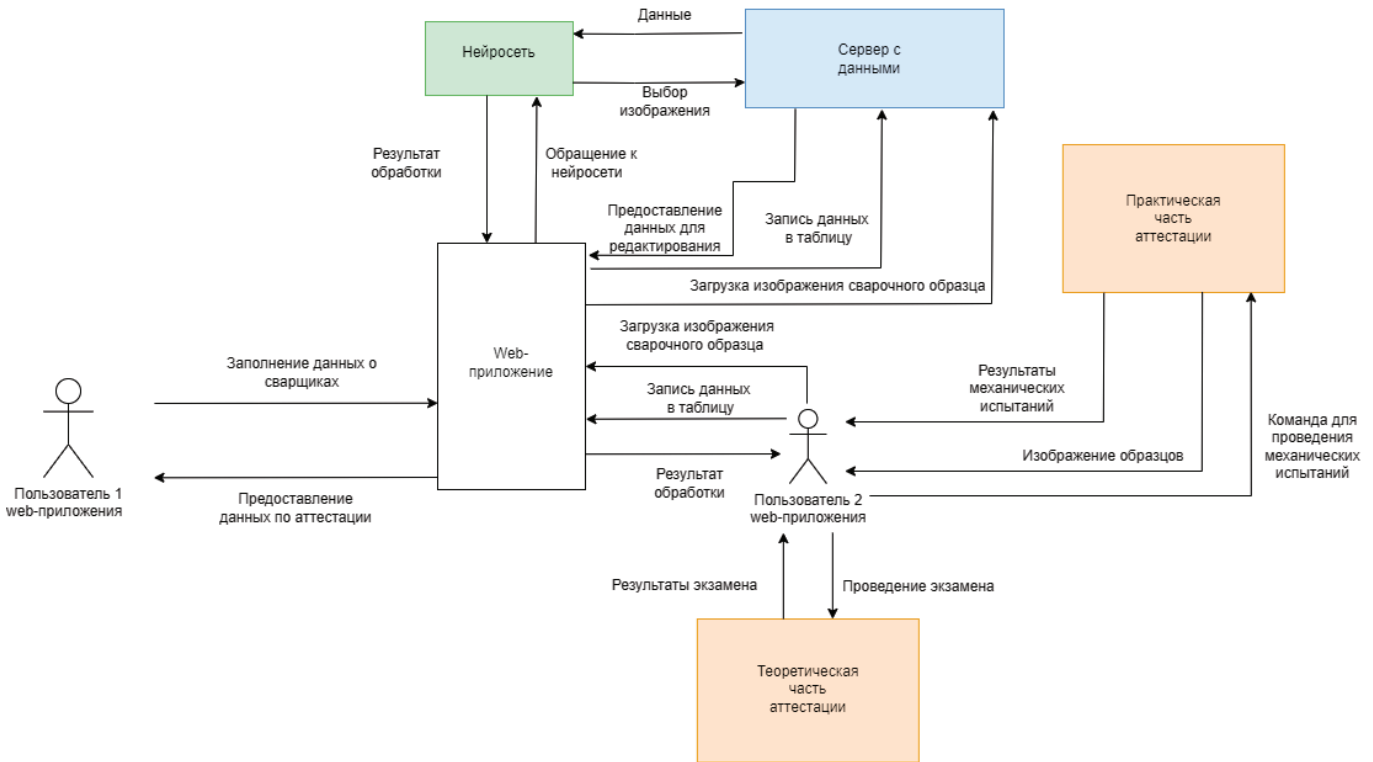 Данные
Нейросеть
Сервер с
данными
Выбор
изображения
Результат
обработки
Обращение к
нейросети
Предоставление
данных для
редактирования
Запись данных
в таблицу
Практическая
часть
аттестации
Загрузка изображения сварочного образца
Web-
приложение
Загрузка изображения
сварочного образца
Заполнение данных о
сварщиках
Запись данных
в таблицу
Результаты
механических
испытаний
Команда для
проведения
механических
испытаний
Изображение образцов
Результат
обработки
Пользователь 1
web-приложения
Предоставление
данных по аттестации
Пользователь 2
web-приложения
Результаты экзамена
Проведение экзамена
Теоретическая
часть
аттестации